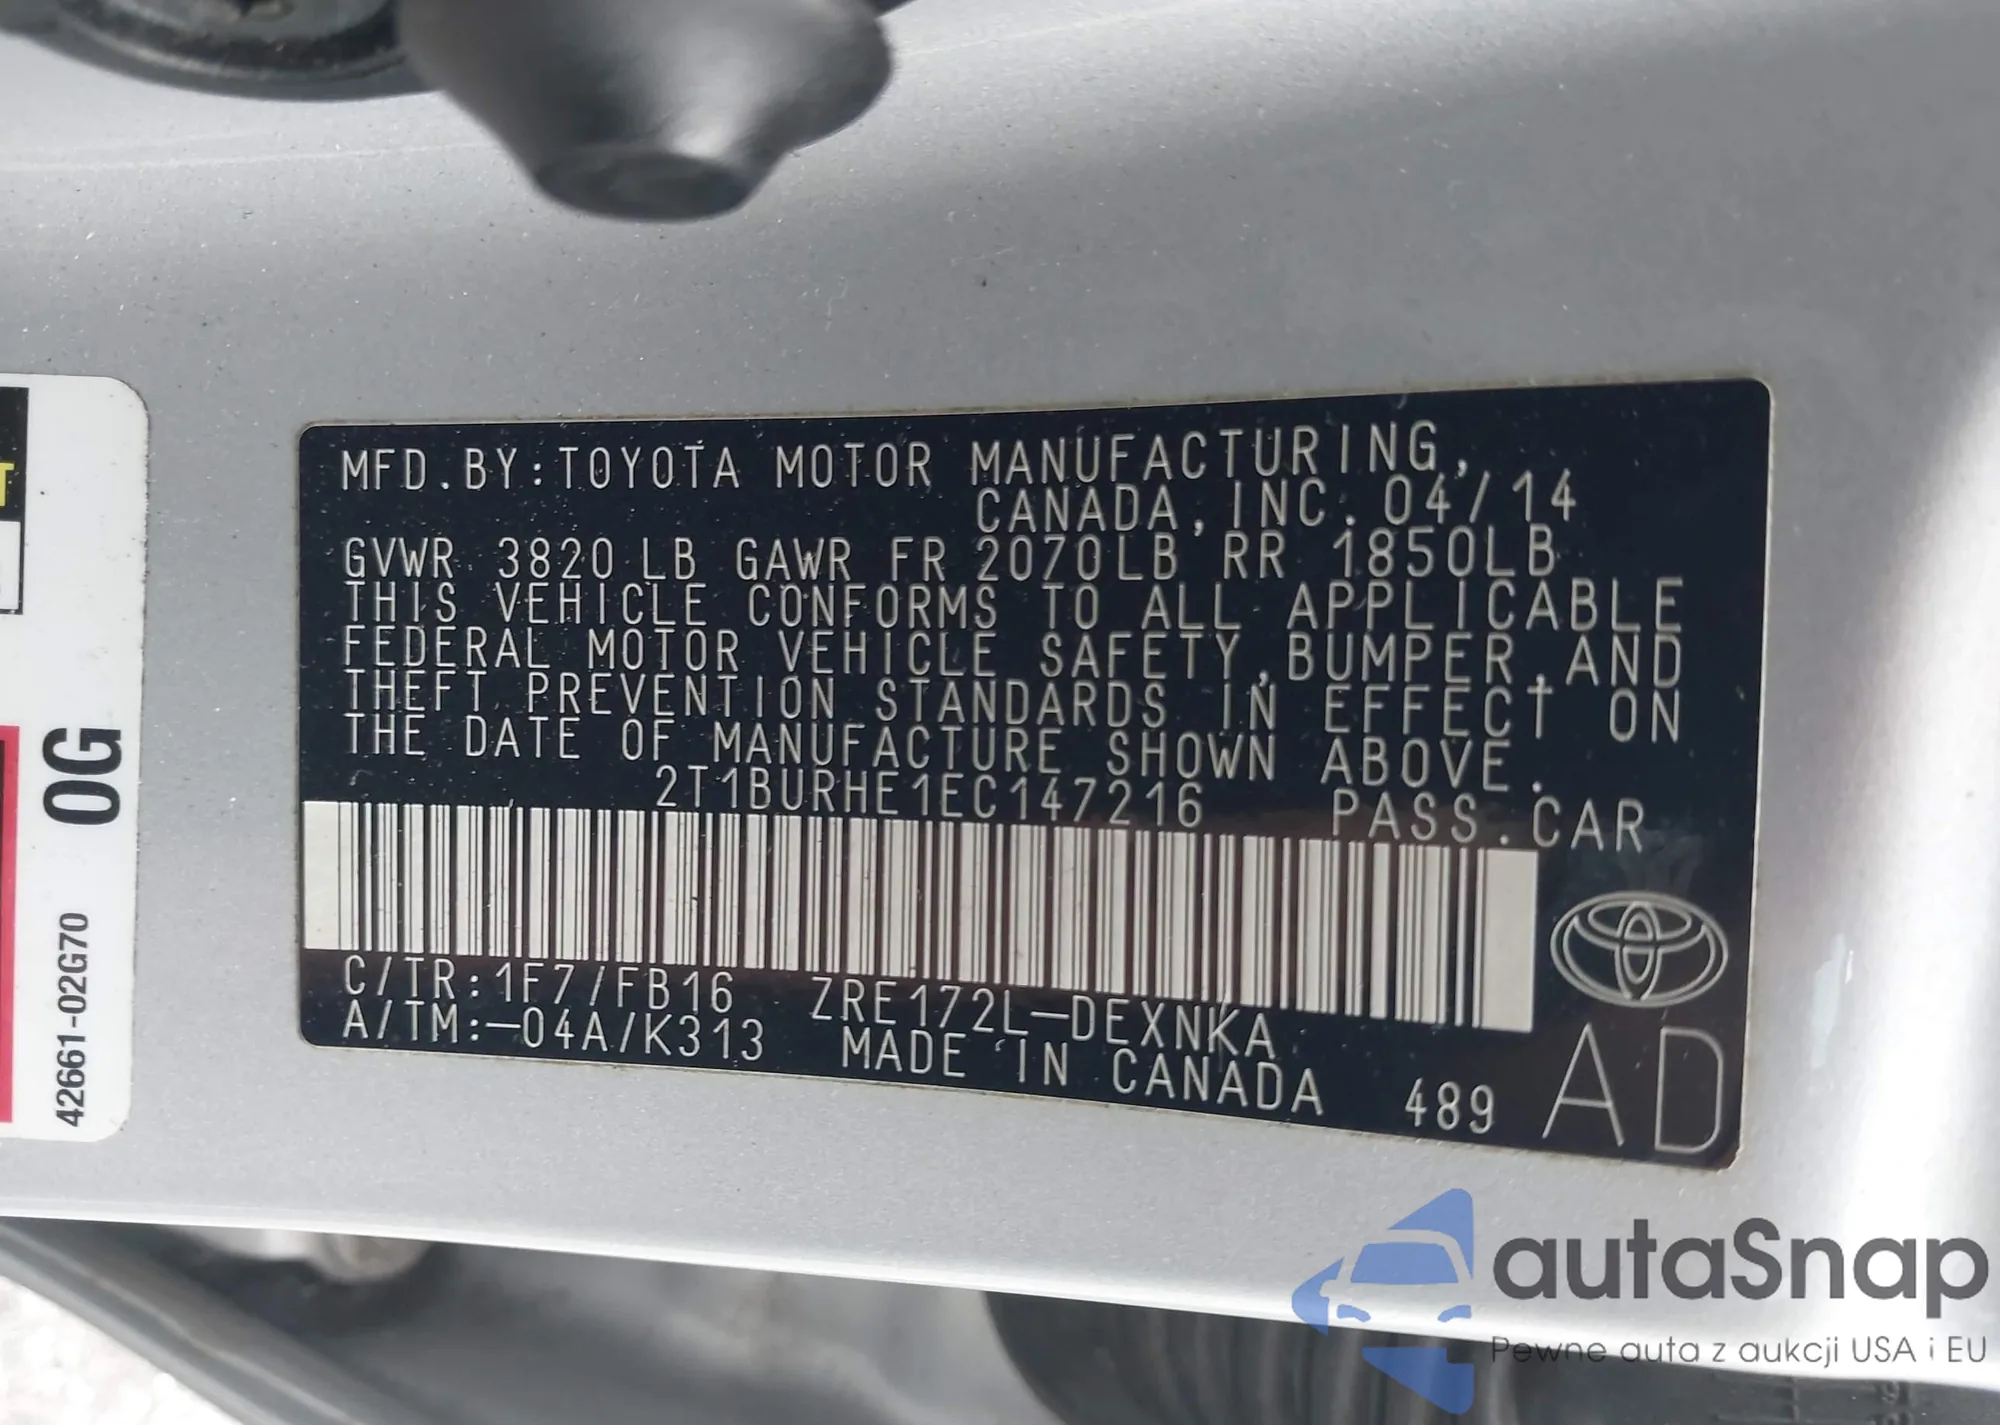 MFD.BY:TOYOTA MOTOR MANUFACTURING,
CANADA, INC. 04/14
GVWR 3820 LB GAWR FR 2070LB RR 1850LB
THIS VEHICLE CONFORMS TO ALL APPLICABLE
FEDERAL MOTOR VEHICLE SAFETY,BUMPER,AND
THEFT PREVENTION STANDARDS IN EFFECT ON
THE DATE OF MANUFACTURE SHOWN ABOVE.
2T1BURHE1EC147216 PASS.CAR
C/TR:1F7/FB16 ZRE172L-DEXNKA
A/TM:-04A/K313 MADE IN CANADA 489
AD
T
0G
42661-02G70
autaSnap
Pewne auta z aukcji USA i EU